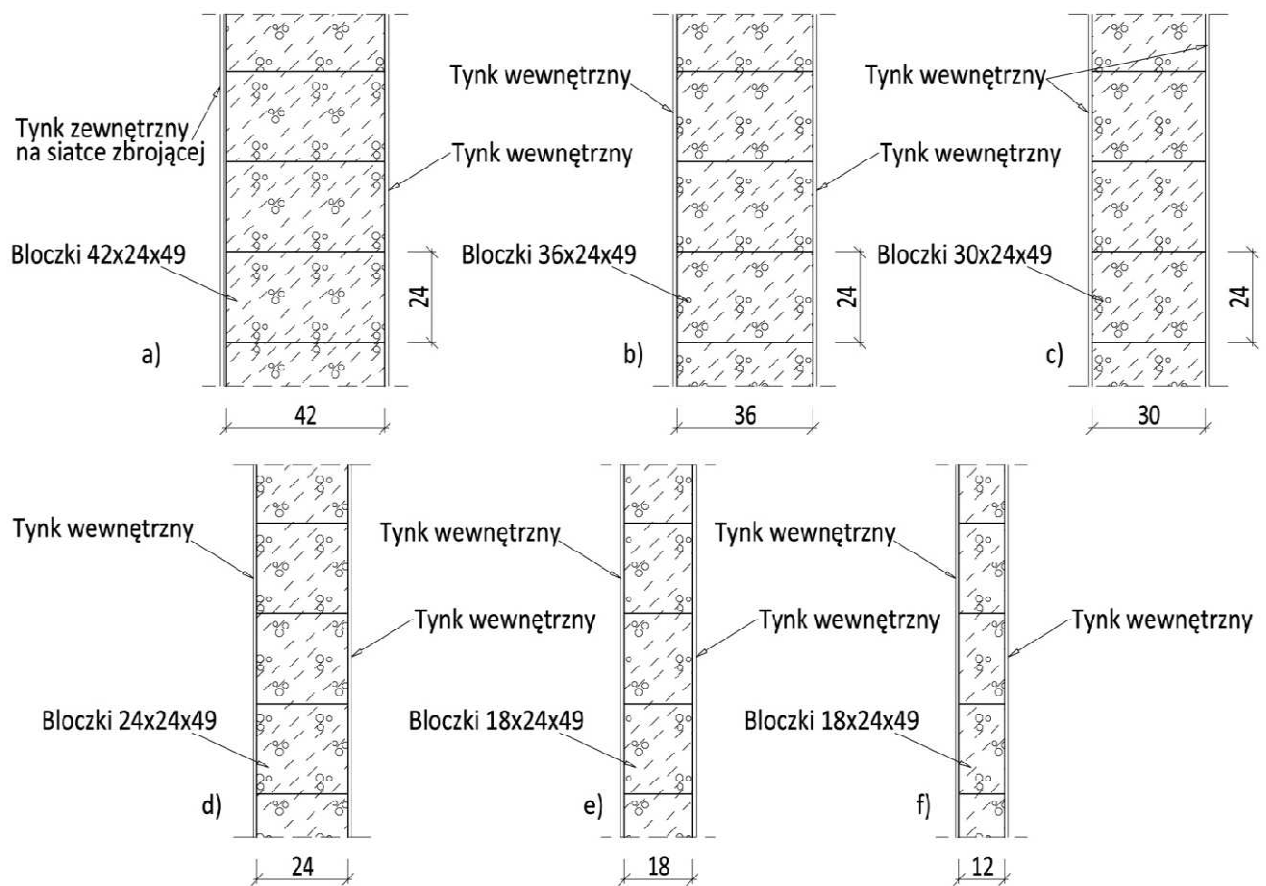 Tynk wewnętrzny
Tynk wewnętrzny
Tynk zewnętrzny
na siatce zbrojącej
Tynk wewnętrzny
Tynk wewnętrzny
Bloczki 42x24x49
24
Bloczki 36x24x49
24
Bloczki 30x24x49
24
a)
b)
c)
42
36
30
Tynk wewnętrzny
Tynk wewnętrzny
Tynk wewnętrzny
Tynk wewnętrzny
Tynk wewnętrzny
Tynk wewnętrzny
Bloczki 24x24x49
Bloczki 18x24x49
Bloczki 18x24x49
d)
e)
f)
24
18
12